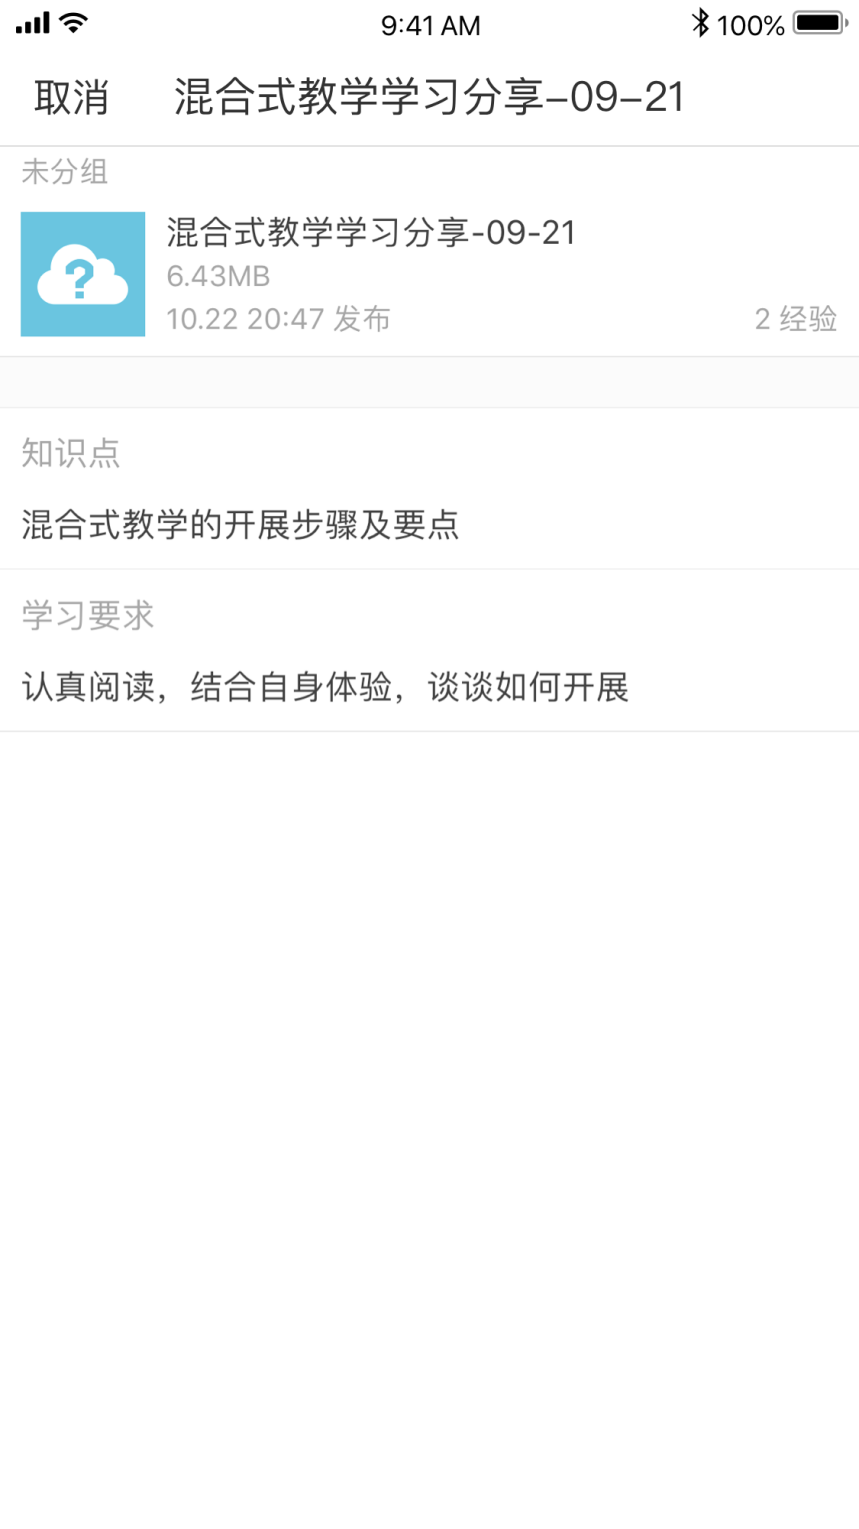 9:41 AM
100%
取消
混合式教学学习分享-09-21
未分组
混合式教学学习分享-09-21
6.43MB
10.22 20:47 发布
2 经验
知识点
混合式教学的开展步骤及要点
学习要求
认真阅读，结合自身体验，谈谈如何开展